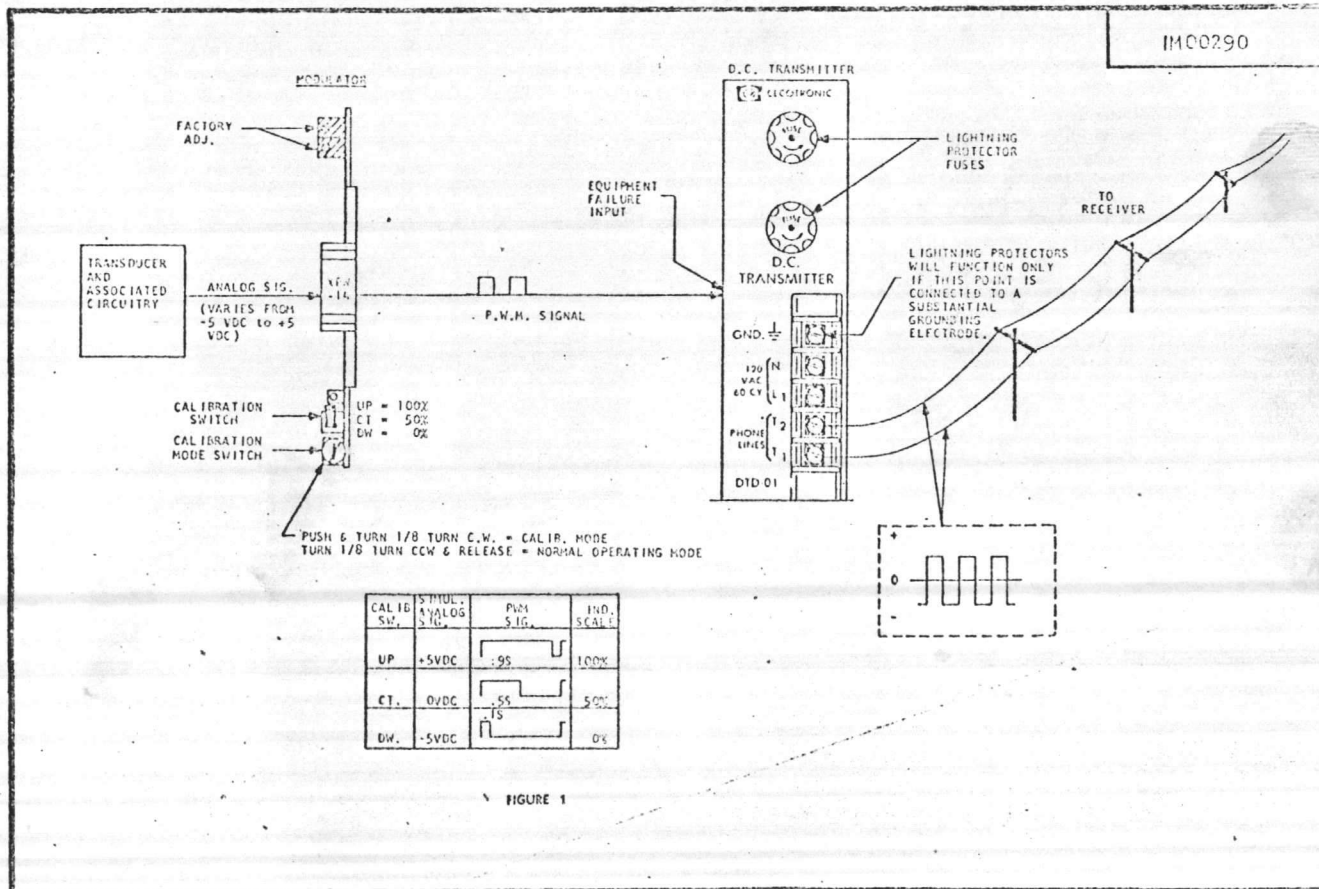 IMC0290
MODULATOR
FACTORY
ADJ.
TRANSDUCER
AND
ASSOCIATED
CIRCUITRY
ANALOG SIG.
(VARIES FROM
-5 VDC to +5
VDC)
P.W.M. SIGNAL
CALIBRATION
SWITCH
UP = 100%
CT = 50%
DW = 0%
CALIBRATION
MODE SWITCH
PUSH & TURN 1/8 TURN C.W. = CALIB. MODE
TURN 1/8 TURN CCW & RELEASE = NORMAL OPERATING MODE
EQUIPMENT
FAILURE
INPUT
D.C. TRANSMITTER
FUSE
FUSE
LIGHTNING
PROTECTOR
FUSES
D.C.
TRANSMITTER
GND.
120
VAC
60 CY
N
L1
PHONE
LINES
T2
T1
DTD 01
TO
RECEIVER
LIGHTNING PROTECTORS
WILL FUNCTION ONLY
IF THIS POINT IS
CONNECTED TO A
SUBSTANTIAL
GROUNDING
ELECTRODE
+
0
-
CALIB SW. SIMUL. ANALOG SIG. PWM SIG. IND. SCALE
UP +5VDC .9S 100%
CT. 0VDC .5S 50%
DW. -5VDC .1S 0%
FIGURE 1